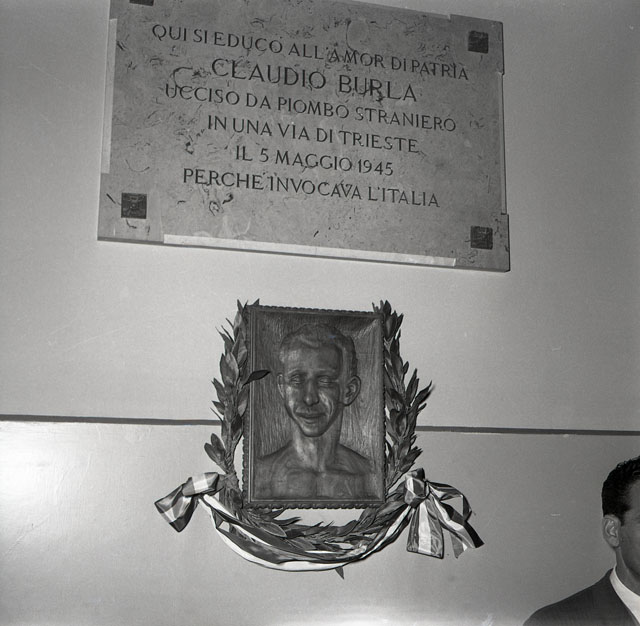 QUI SI EDUCÒ ALL'AMOR DI PATRIA
CLAUDIO BURLA
UCCISO DA PIOMBO STRANIERO
IN UNA VIA DI TRIESTE
IL 5 MAGGIO 1945
PERCHE' INVOCAVA L'ITALIA